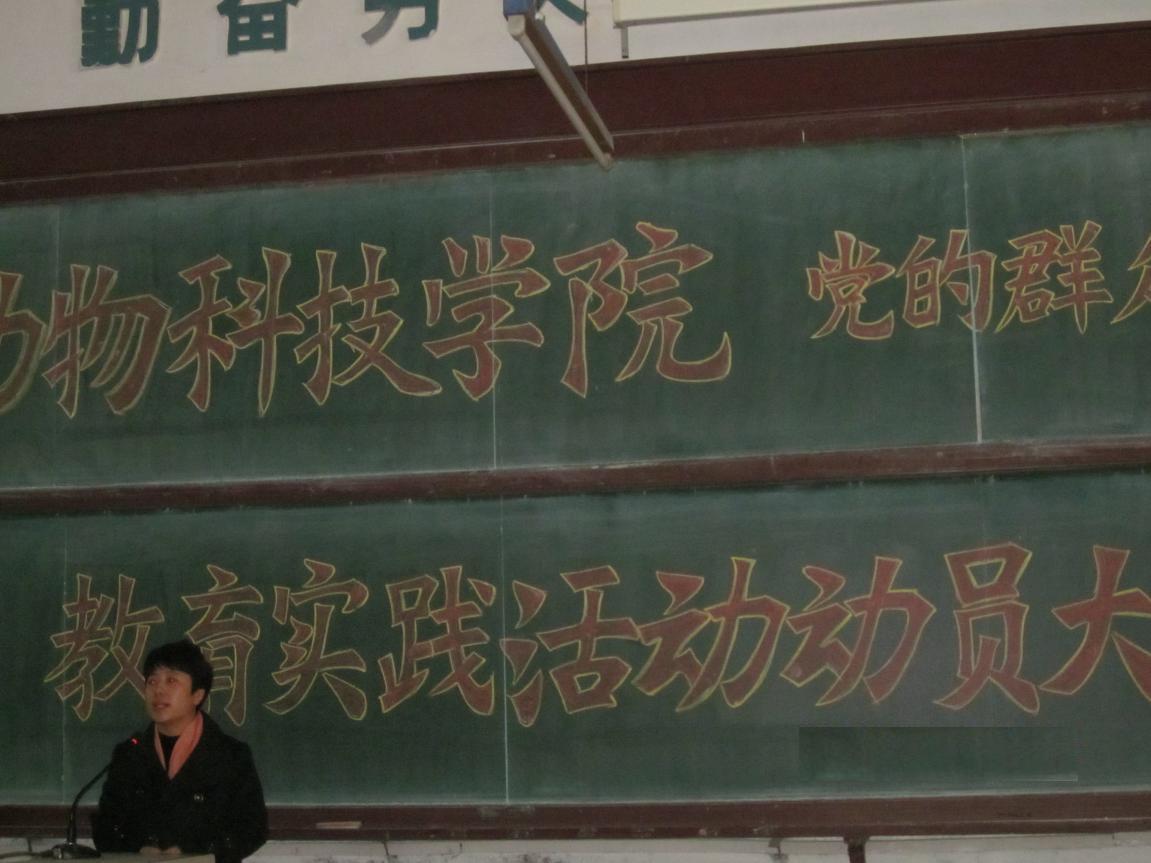 勤奋
物科技学院 党的群
教育实践活动动员大